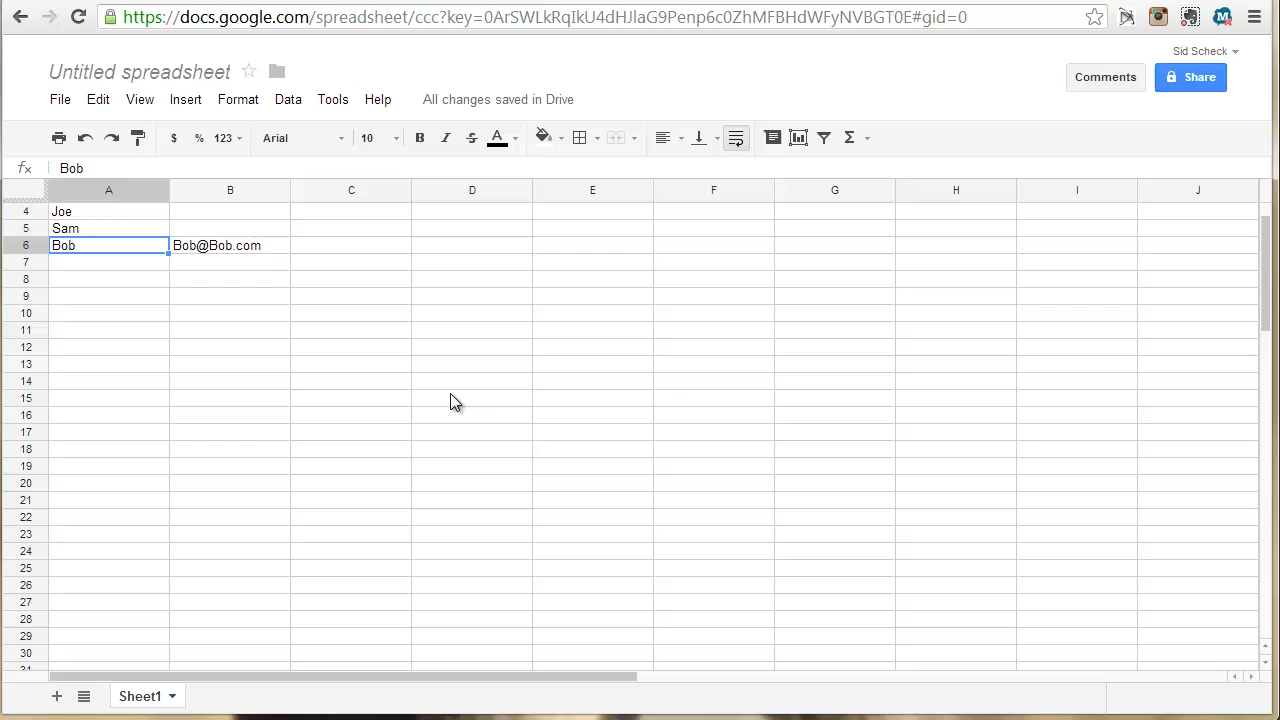 https://docs.google.com/spreadsheet/ccc?key=0ArSWLkRqIkU4dHJlaG9Penp6c0ZhMFBHdWFyNVBGT0E#gid=0
Sid Scheck
Untitled spreadsheet
Comments
Share
File Edit View Insert Format Data Tools Help All changes saved in Drive
$ % 123 Arial 10 B I S A Σ
fx Bob
A B C D E F G H I J
4 Joe
5 Sam
6 Bob Bob@Bob.com
7
8
9
10
11
12
13
14
15
16
17
18
19
20
21
22
23
24
25
26
27
28
29
30
31
+ Sheet1